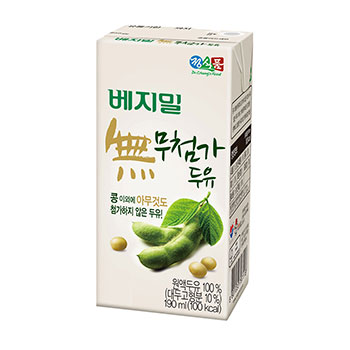 정식품
Dr. Chung's Food
베지밀
無
무첨가
두유
콩 이외에 아무것도
첨가하지 않은 두유!
원액두유 100 %
(대두고형분 10 %)
190 ml (100 kcal)